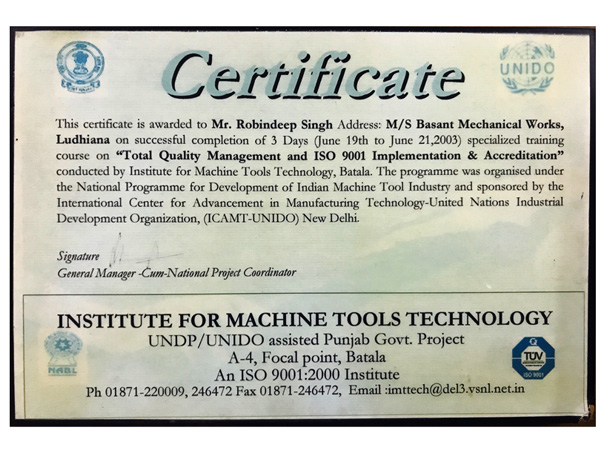 Certificate
UNIDO
This certificate is awarded to Mr. Robindeep Singh Address: M/S Basant Mechanical Works,
Ludhiana on successful completion of 3 Days (June 19th to June 21,2003) specialized training
course on “Total Quality Management and ISO 9001 Implementation & Accreditation”
conducted by Institute for Machine Tools Technology, Batala. The programme was organised under
the National Programme for Development of Indian Machine Tool Industry and sponsored by the
International Center for Advancement in Manufacturing Technology-United Nations Industrial
Development Organization, (ICAMT-UNIDO) New Delhi.
Signature
General Manager -Cum-National Project Coordinator
INSTITUTE FOR MACHINE TOOLS TECHNOLOGY
UNDP/UNIDO assisted Punjab Govt. Project
A-4, Focal point, Batala
An ISO 9001:2000 Institute
Ph 01871-220009, 246472 Fax 01871-246472, Email :imttech@del3.vsnl.net.in
NABL
Q
TÜV
ISO 9001